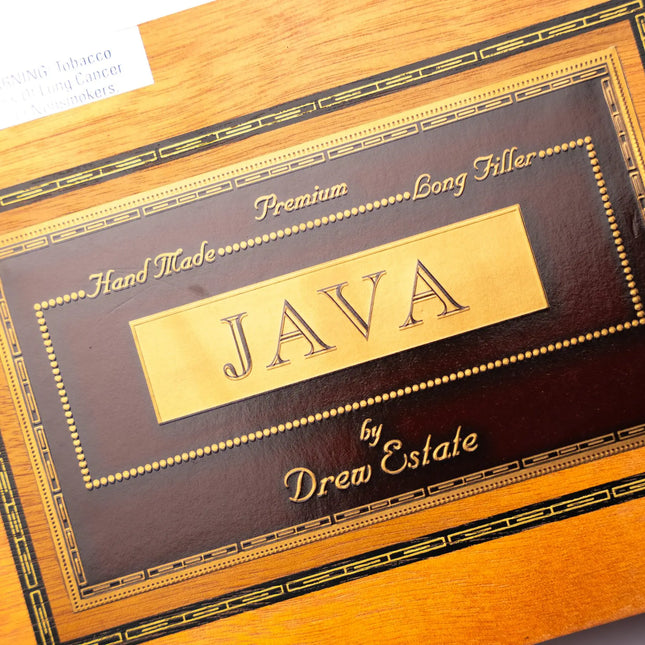 Tobacco
Lung Cancer
Nonsmokers.
Hand Made Premium Long Filler
JAVA
by
Drew Estate